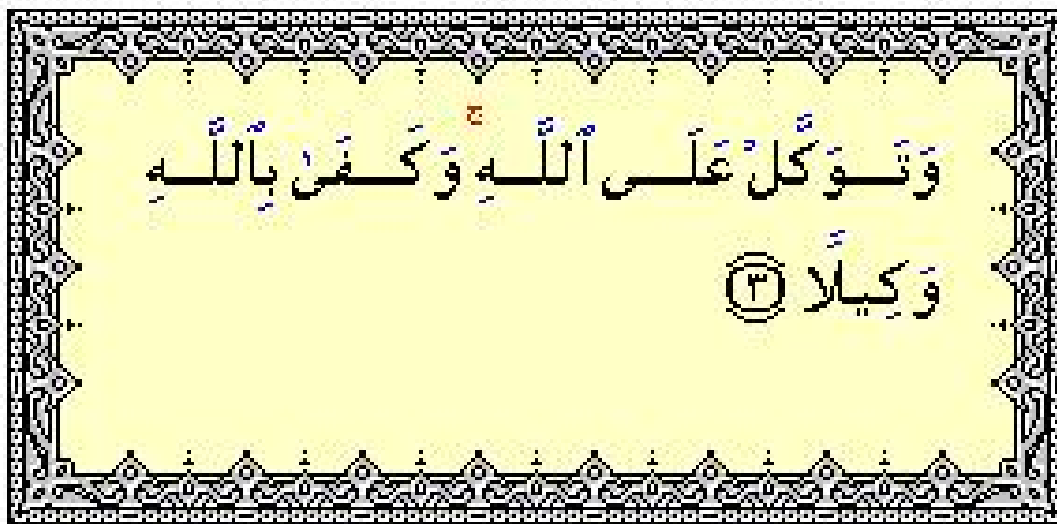 وَتَوَكَّلْ عَلَى ٱللَّهِ ۚ وَكَفَىٰ بِٱللَّهِ
وَكِيلًا ٣